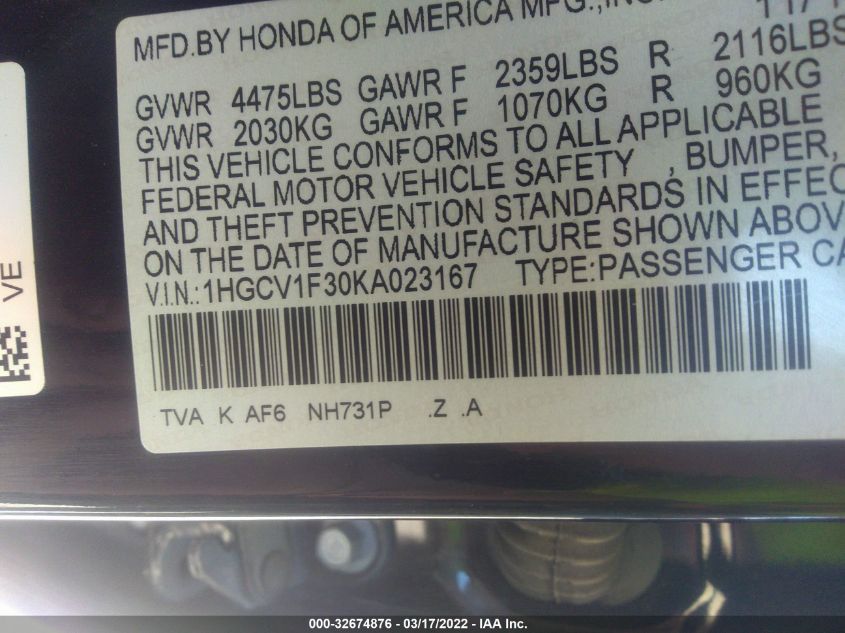 MFD.BY HONDA OF AMERICA MFG.,INC.
GVWR 4475LBS GAWR F 2359LBS R 2116LBS
GVWR 2030KG GAWR F 1070KG R 960KG
THIS VEHICLE CONFORMS TO ALL APPLICABLE
FEDERAL MOTOR VEHICLE SAFETY , BUMPER,
AND THEFT PREVENTION STANDARDS IN EFFEC
ON THE DATE OF MANUFACTURE SHOWN ABOV
V.I.N.:1HGCV1F30KA023167 TYPE:PASSENGER CA
TVA K AF6 NH731P .Z .A
VE
000-32674876 - 03/17/2022 - IAA Inc.